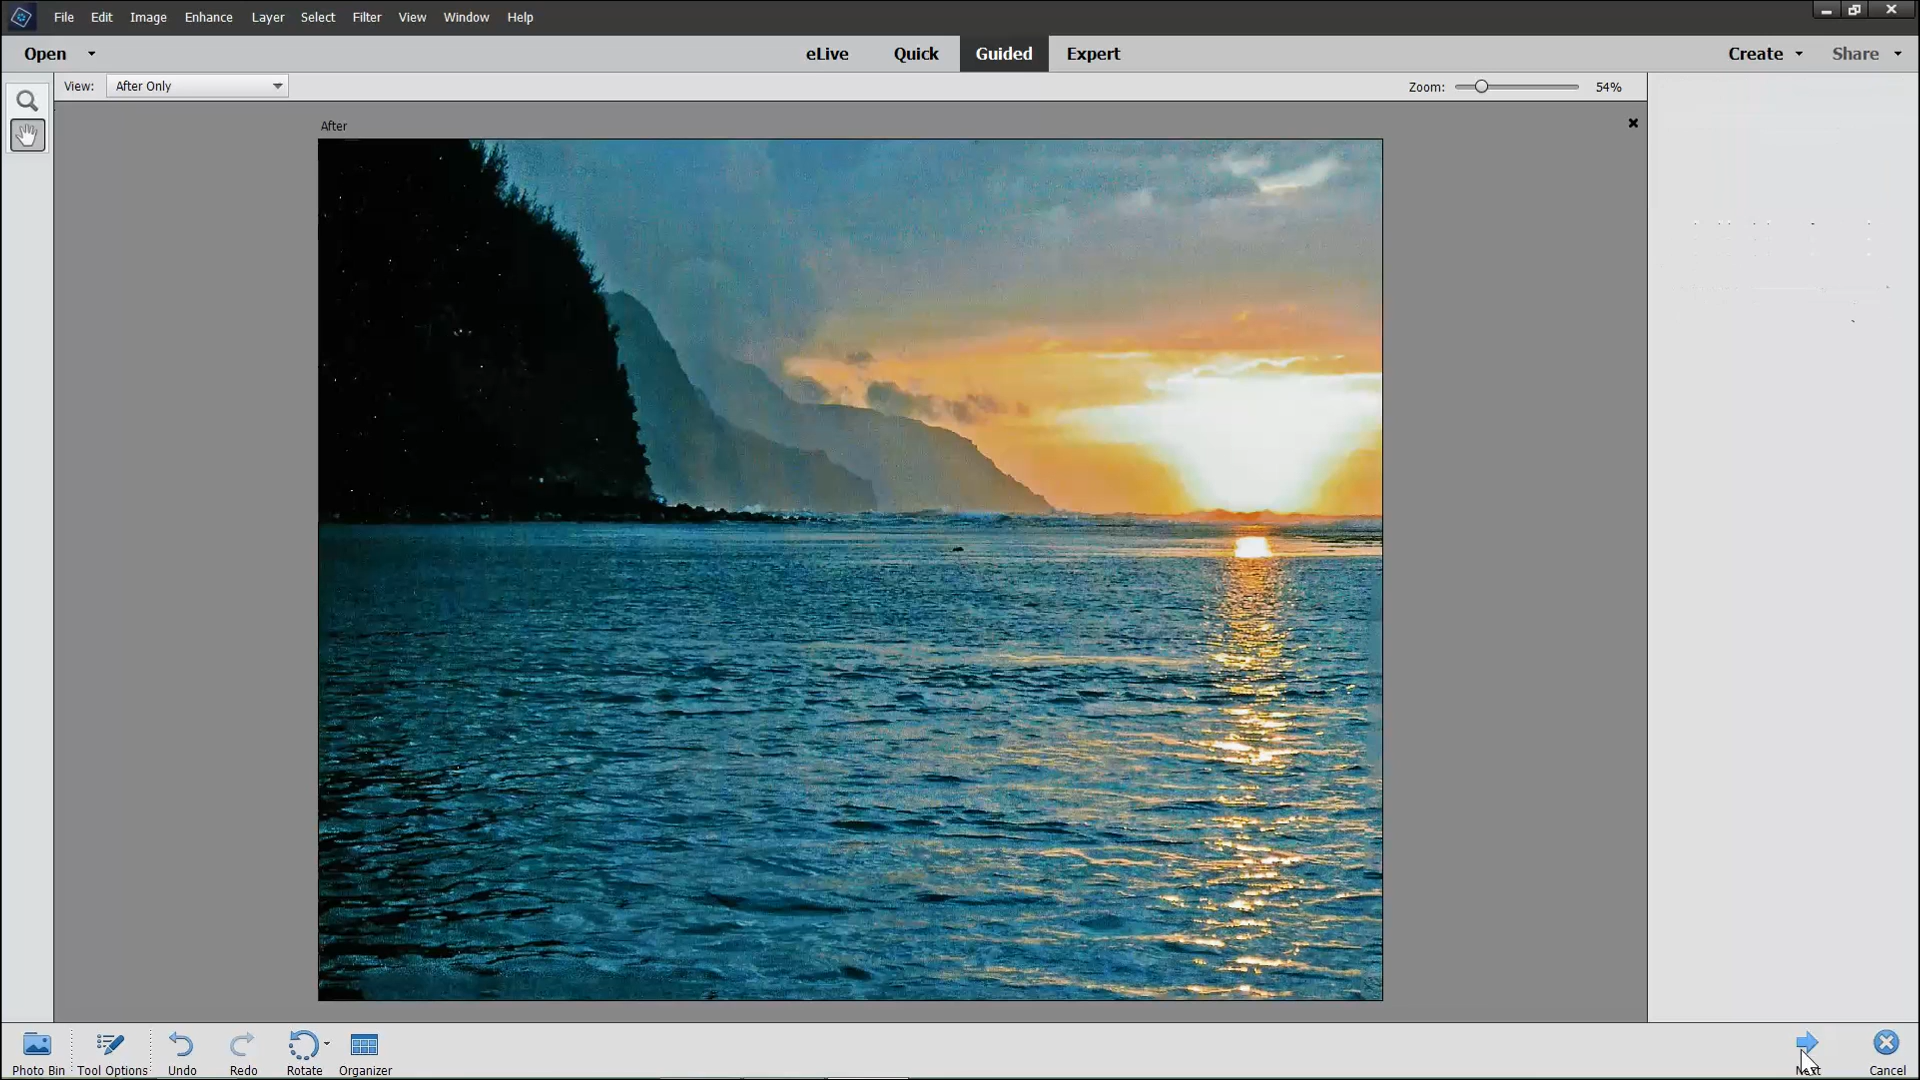 File Edit Image Enhance Layer Select Filter View Window Help
Open eLive Quick Guided Expert Create Share
View: After Only Zoom: 54%
After
Photo Bin Tool Options Undo Redo Rotate Organizer Cancel